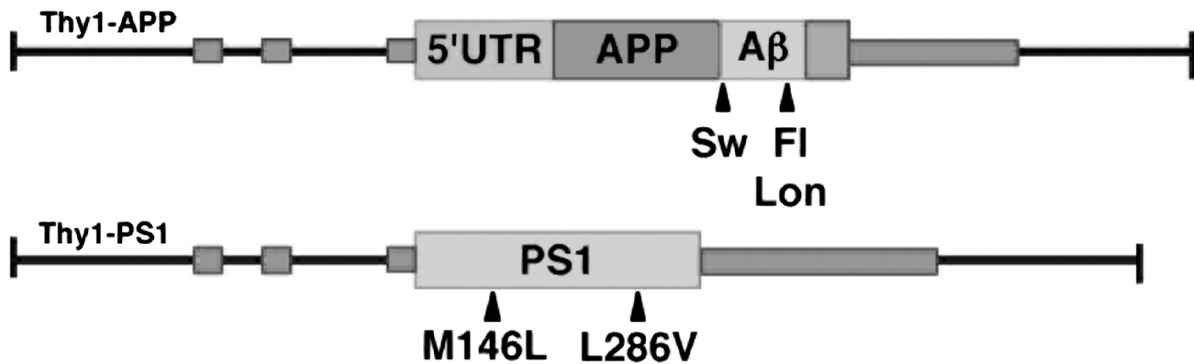 Thy1-APP
5'UTR APP Aβ
Sw Fl
Lon
Thy1-PS1
PS1
M146L L286V